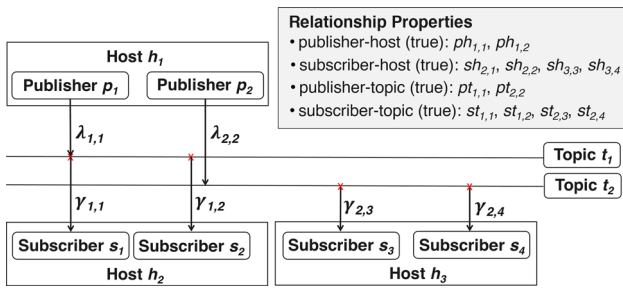 Relationship Properties
• publisher-host (true): ph1,1, ph1,2
• subscriber-host (true): sh2,1, sh2,2, sh3,3, sh3,4
• publisher-topic (true): pt1,1, pt2,2
• subscriber-topic (true): st1,1, st1,2, st2,3, st2,4
Host h1
Publisher p1
Publisher p2
λ1,1
λ2,2
Topic t1
Topic t2
γ1,1
γ1,2
γ2,3
γ2,4
Subscriber s1
Subscriber s2
Subscriber s3
Subscriber s4
Host h2
Host h3